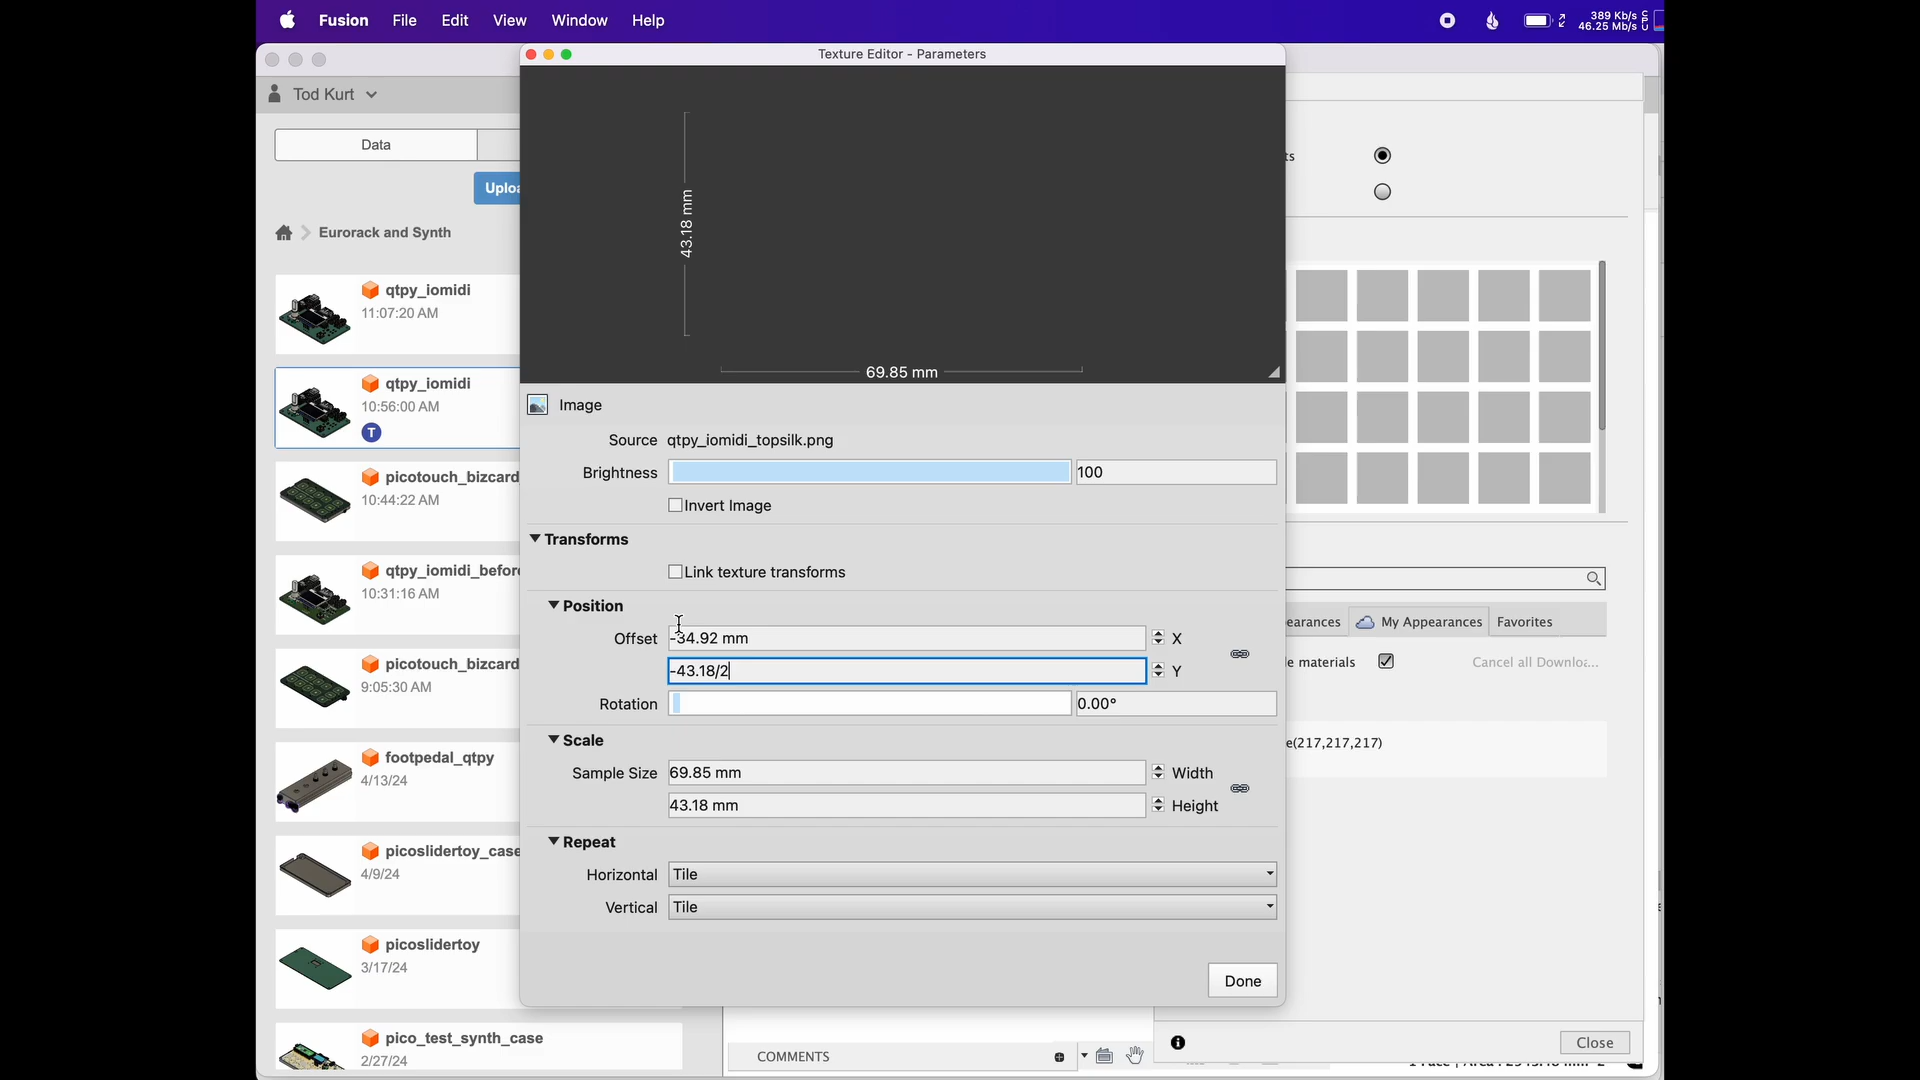 Fusion File Edit View Window Help
389 Kb/s
46.25 Mb/s
Texture Editor - Parameters
Tod Kurt
Data
Uploa
Eurorack and Synth
qtpy_iomidi
11:07:20 AM
qtpy_iomidi
10:56:00 AM
T
picotouch_bizcard
10:44:22 AM
qtpy_iomidi_before
10:31:16 AM
picotouch_bizcard
9:05:30 AM
footpedal_qtpy
4/13/24
picoslidertoy_case
4/9/24
picoslidertoy
3/17/24
pico_test_synth_case
2/27/24
43.18 mm
69.85 mm
Image
Source qtpy_iomidi_topsilk.png
Brightness 100
Invert Image
Transforms
Link texture transforms
Position
Offset -34.92 mm X
-43.18/2 Y
Rotation 0.00°
Scale
Sample Size 69.85 mm Width
43.18 mm Height
Repeat
Horizontal Tile
Vertical Tile
Done
ts
earances My Appearances Favorites
le materials Cancel all Downloa...
e(217,217,217)
Close
COMMENTS